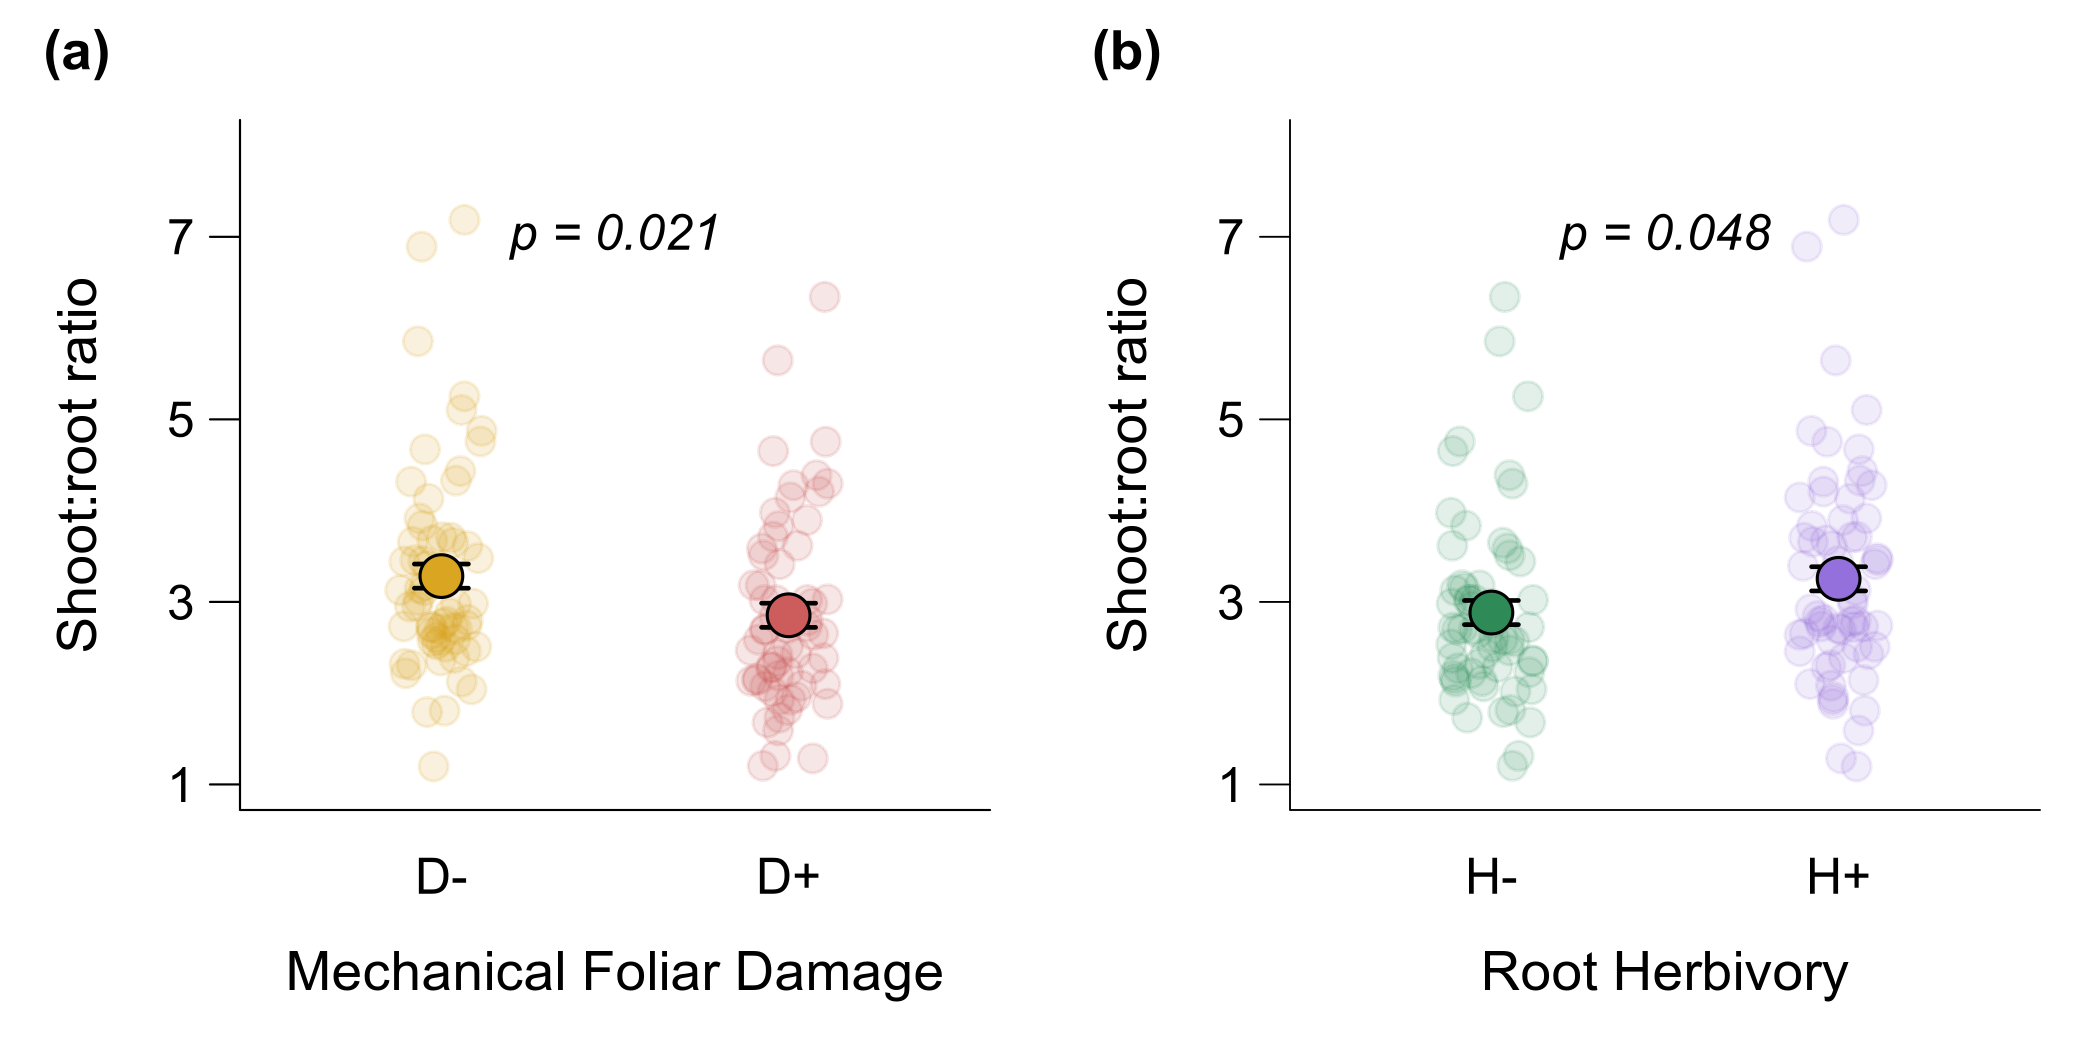 (a)
Shoot:root ratio
7
5
3
1
p = 0.021
D-
D+
Mechanical Foliar Damage
(b)
Shoot:root ratio
7
5
3
1
p = 0.048
H-
H+
Root Herbivory